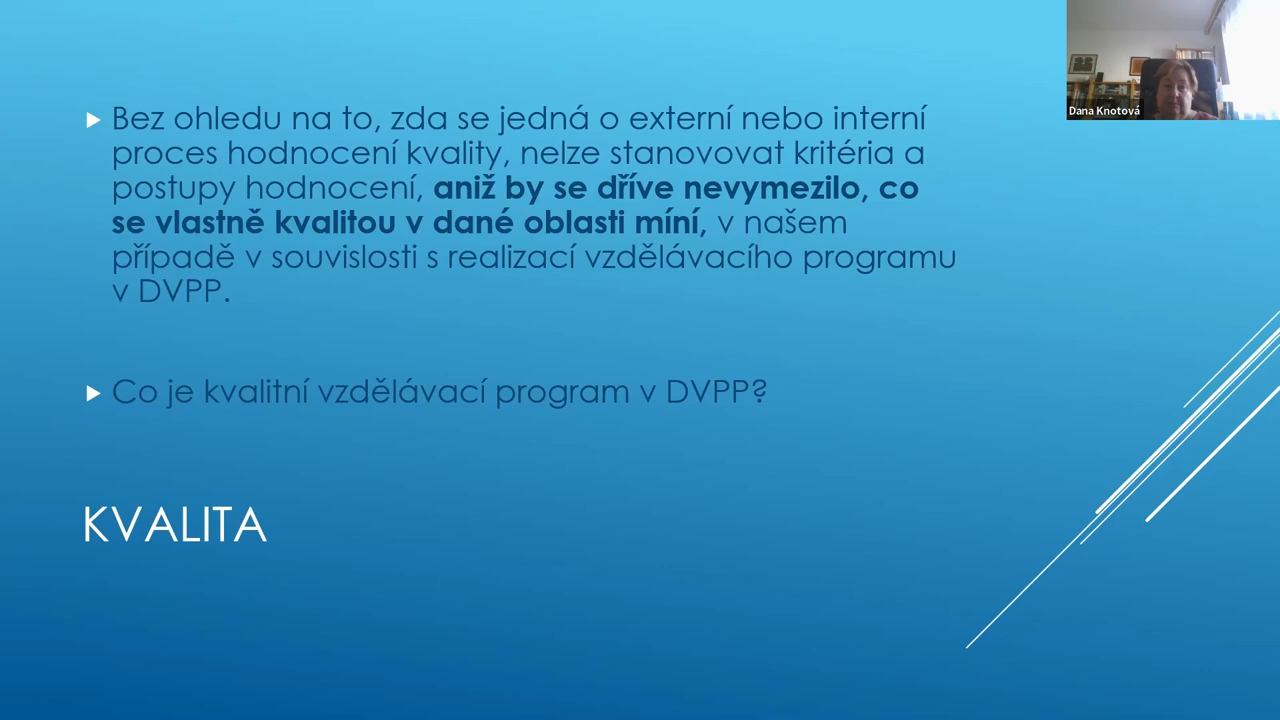 Bez ohledu na to, zda se jedná o externí nebo interní
proces hodnocení kvality, nelze stanovovat kritéria a
postupy hodnocení, aniž by se dříve nevymezilo, co
se vlastně kvalitou v dané oblasti míní, v našem
případě v souvislosti s realizací vzdělávacího programu
v DVPP.
Co je kvalitní vzdělávací program v DVPP?
KVALITA
Dana Knotová